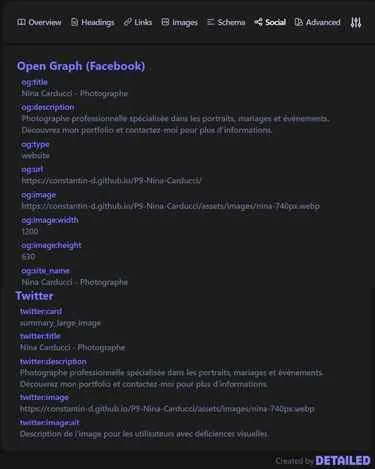 Overview Headings Links Images Schema Social Advanced
Open Graph (Facebook)
og:title
Nina Carducci - Photographe
og:description
Photographe professionnelle spécialisée dans les portraits, mariages et événements.
Découvrez mon portfolio et contactez-moi pour plus d'informations.
og:type
website
og:url
https://constantin-d.github.io/P9-Nina-Carducci/
og:image
https://constantin-d.github.io/P9-Nina-Carducci/assets/images/nina-740px.webp
og:image:width
1200
og:image:height
630
og:site_name
Nina Carducci - Photographe
Twitter
twitter:card
summary_large_image
twitter:title
Nina Carducci - Photographe
twitter:description
Photographe professionnelle spécialisée dans les portraits, mariages et événements.
Découvrez mon portfolio et contactez-moi pour plus d'informations.
twitter:image
https://constantin-d.github.io/P9-Nina-Carducci/assets/images/nina-740px.webp
twitter:image:alt
Description de l'image pour les utilisateurs avec deficiences visuelles.
Created by DETAILED